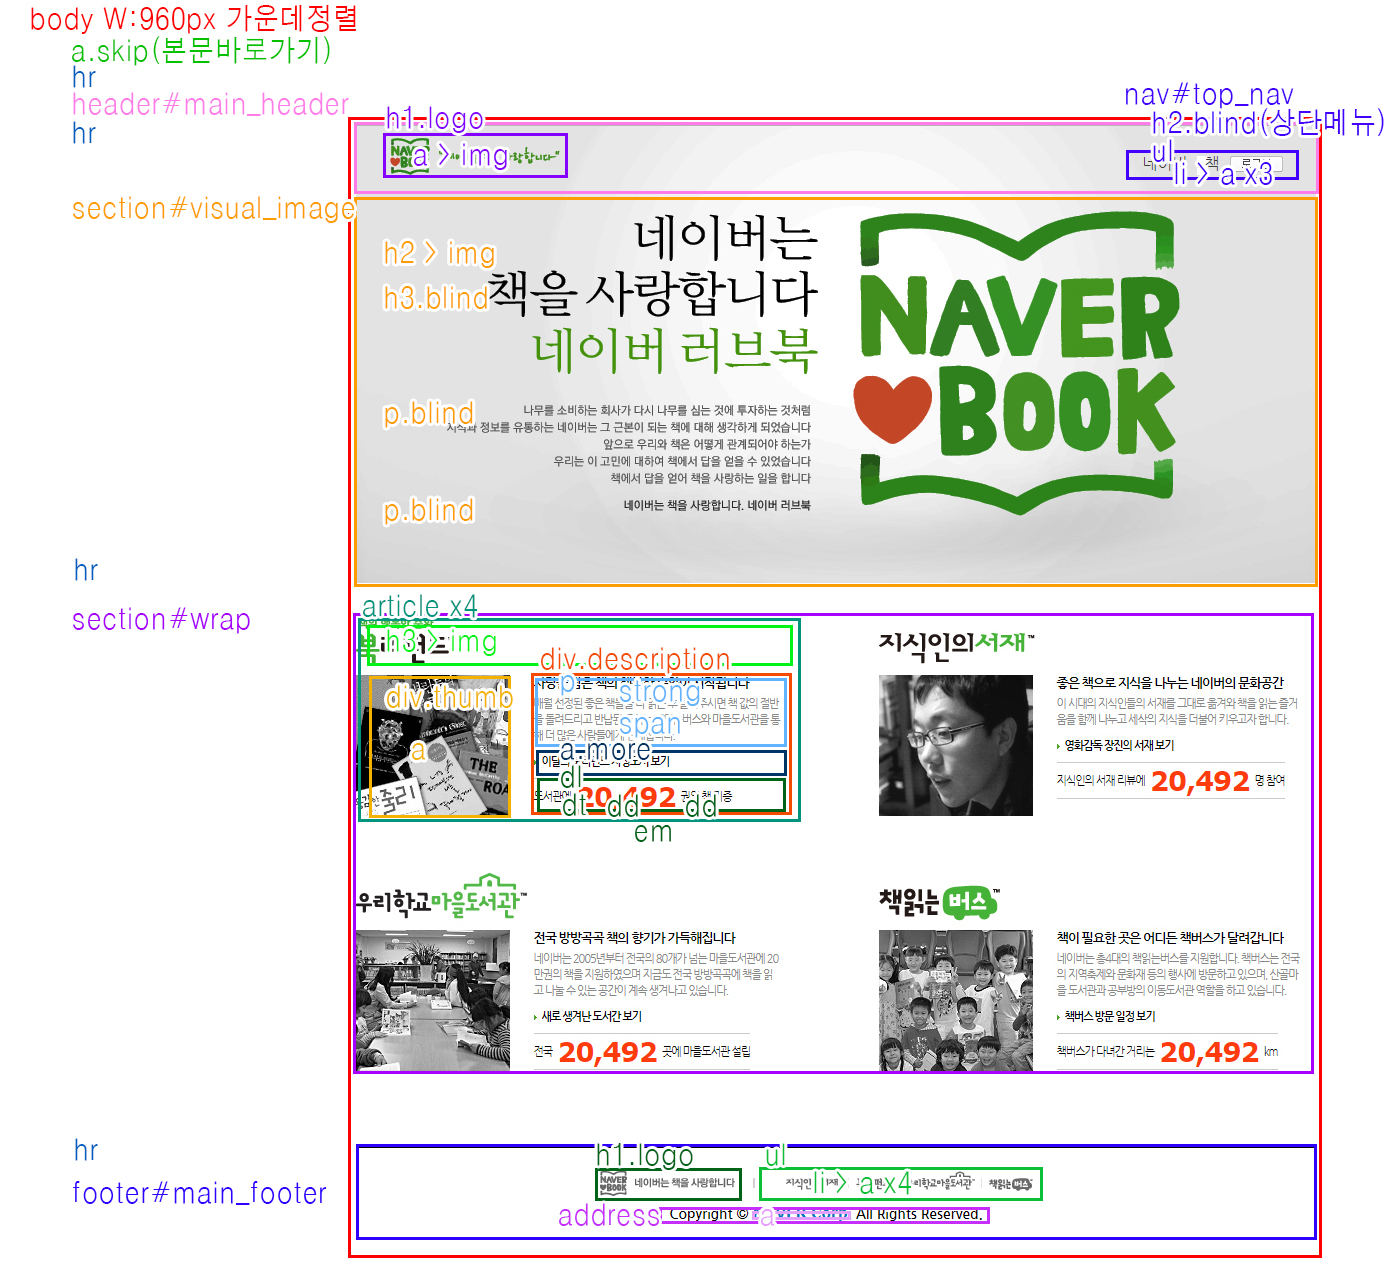 body W:960px 가운데정렬
a.skip(본문바로가기)
hr
header#main_header
hr
h1.logo
a > img
nav#top_nav
h2.blind(상단메뉴)
ul
책
li > a x3
section#visual_image
h2 > img
h3.blind
p.blind
p.blind
네이버는
책을 사랑합니다
네이버 러브북
나무를 소비하는 회사가 다시 나무를 심는 것에 투자하는 것처럼
지식과 정보를 유통하는 네이버는 그 근본이 되는 책에 대해 생각하게 되었습니다
앞으로 우리와 책은 어떻게 관계되어야 하는가
우리는 이 고민에 대하여 책에서 답을 얻을 수 있었습니다
책에서 답을 얻어 책을 사랑하는 일을 합니다
네이버는 책을 사랑합니다. 네이버 러브북
NAVER
BOOK
hr
section#wrap
article x4
h3 > img
div.thumb
a
div.description
p
strong
span
a.more
dl
dt dd dd
em
20,492
지식인의서재™
좋은 책으로 지식을 나누는 네이버의 문화공간
이 시대의 지식인들의 서재를 그대로 옮겨와 책을 읽는 즐거
움을 함께 나누고 세상의 지식을 더불어 키우고자 합니다.
영화감독 장진의 서재 보기
지식인의 서재 리뷰에 20,492 명 참여
우리학교마을도서관™
전국 방방곡곡 책의 향기가 가득해집니다
네이버는 2005년부터 전국의 80개가 넘는 마을도서관에 20
만권의 책을 지원하였으며 지금도 전국 방방곡곡에 책을 읽
고 나눌 수 있는 공간이 계속 생겨나고 있습니다.
새로 생겨난 도서관 보기
전국 20,492 곳에 마을도서관 설립
책읽는버스™
책이 필요한 곳은 어디든 책버스가 달려갑니다
네이버는 총4대의 책읽는버스를 지원합니다. 책버스는 전국
의 지역축제와 문화재 등의 행사에 방문하고 있으며, 산골마
을 도서관과 공부방의 이동도서관 역할을 하고 있습니다.
책버스 방문 일정 보기
책버스가 다녀간 거리는 20,492 km
hr
footer#main_footer
h1.logo
NAVER BOOK 네이버는 책을 사랑합니다
ul
li > a x4
책읽는버스
address
a
Copyright © All Rights Reserved.